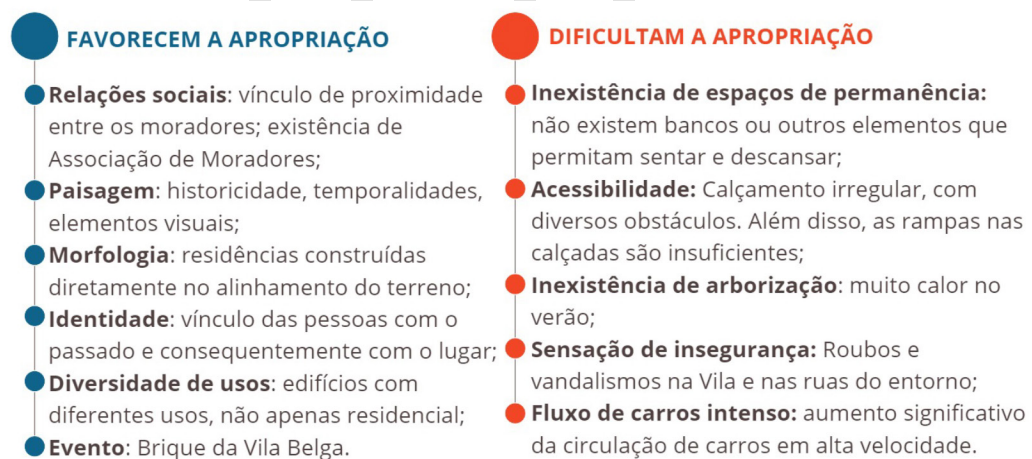 FAVORECEM A APROPRIAÇÃO
Relações sociais: vínculo de proximidade
entre os moradores; existência de
Associação de Moradores;
Paisagem: historicidade, temporalidades,
elementos visuais;
Morfologia: residências construídas
diretamente no alinhamento do terreno;
Identidade: vínculo das pessoas com o
passado e consequentemente com o lugar;
Diversidade de usos: edifícios com
diferentes usos, não apenas residencial;
Evento: Brique da Vila Belga.
DIFICULTAM A APROPRIAÇÃO
Inexistência de espaços de permanência:
não existem bancos ou outros elementos que
permitam sentar e descansar;
Acessibilidade: Calçamento irregular, com
diversos obstáculos. Além disso, as rampas nas
calçadas são insuficientes;
Inexistência de arborização: muito calor no
verão;
Sensação de insegurança: Roubos e
vandalismos na Vila e nas ruas do entorno;
Fluxo de carros intenso: aumento significativo
da circulação de carros em alta velocidade.